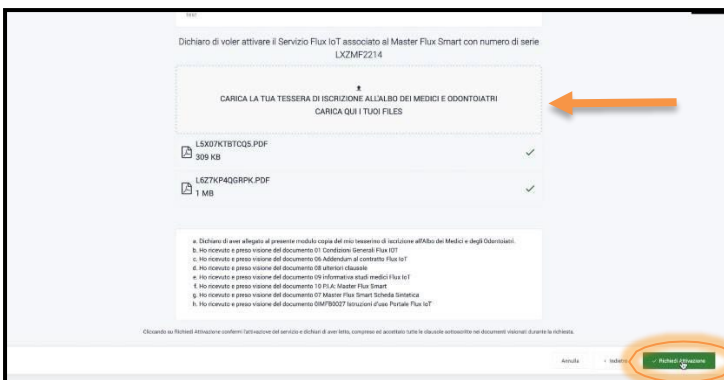 Dichiaro di voler attivare il Servizio Flux IoT associato al Master Flux Smart con numero di serie
LXZMF2214
CARICA LA TUA TESSERA DI ISCRIZIONE ALL'ALBO DEI MEDICI E ODONTOIATRI
CARICA QUI I TUOI FILES
L5X07KTBTCQ5.PDF
309 KB
L6Z7KP4QGRPK.PDF
1 MB
a. Dichiaro di aver allegato al presente modulo copia del mio tesserino di iscrizione all'Albo dei Medici e degli Odontoiatri.
b. Ho ricevuto e preso visione del documento 01 Condizioni Generali Flux IOT
c. Ho ricevuto e preso visione del documento 06 Addendum al contratto Flux IoT
d. Ho ricevuto e preso visione del documento 08 ulteriori clausole
e. Ho ricevuto e preso visione del documento 09 informativa studi medici Flux IoT
f. Ho ricevuto e preso visione del documento 10 P.I.A: Master Flux Smart
g. Ho ricevuto e preso visione del documento 07 Master Flux Smart Scheda Sintetica
h. Ho ricevuto e preso visione del documento 0IMFB0027 Istruzioni d'uso Portale Flux IoT
Cliccando su Richiedi Attivazione confermi l'attivazione del servizio e dichiari di aver letto, compreso ed accettato tutte le clausole sottoscritte nei documenti visionati durante la richiesta.
Annulla
< Indietro
✓ Richiedi Attivazione